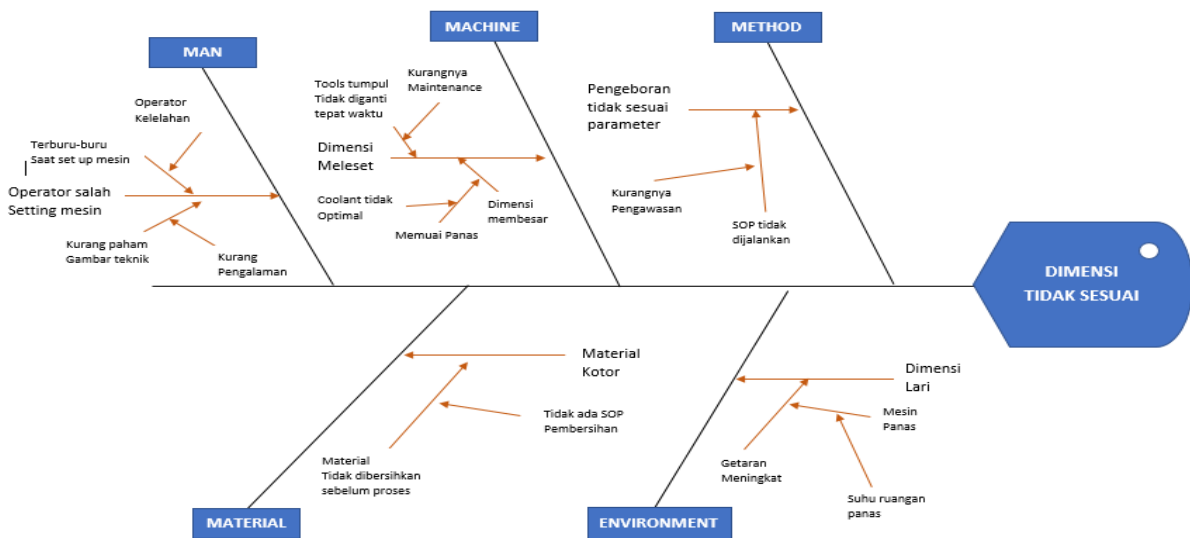 MAN
MACHINE
METHOD
Operator
Kelelahan
Terburu-buru
Saat set up mesin
Operator salah
Setting mesin
Kurang paham
Gambar teknik
Kurang
Pengalaman
Tools tumpul
Tidak diganti
tepat waktu
Kurangnya
Maintenance
Dimensi
Meleset
Coolant tidak
Optimal
Memuai Panas
Dimensi
membesar
Pengeboran
tidak sesuai
parameter
Kurangnya
Pengawasan
SOP tidak
dijalankan
DIMENSI
TIDAK SESUAI
Material
Kotor
Tidak ada SOP
Pembersihan
Material
Tidak dibersihkan
sebelum proses
Dimensi
Lari
Mesin
Panas
Getaran
Meningkat
Suhu ruangan
panas
MATERIAL
ENVIRONMENT